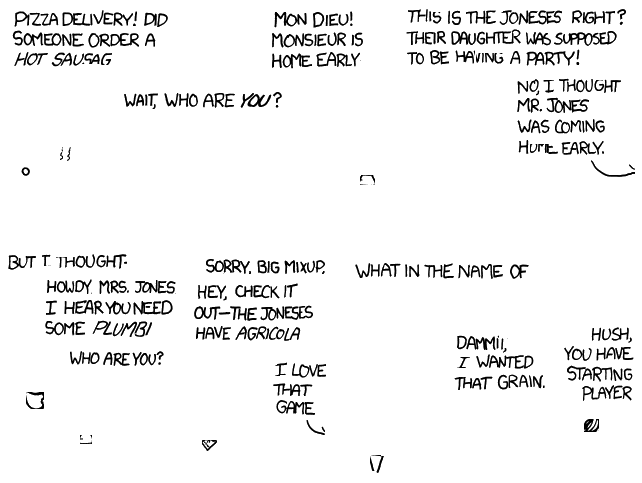 PIZZA DELIVERY! DID
SOMEONE ORDER A
HOT SAUSAG
WAIT, WHO ARE YOU?
MON DIEU!
MONSIEUR IS
HOME EARLY
THIS IS THE JONESES RIGHT?
THEIR DAUGHTER WAS SUPPOSED
TO BE HAVING A PARTY!
NO, I THOUGHT
MR. JONES
WAS COMING
HOME EARLY.
BUT I THOUGHT-
HOWDY MRS. JONES
I HEAR YOU NEED
SOME PLUMBI
WHO ARE YOU?
SORRY, BIG MIXUP.
HEY, CHECK IT
OUT—THE JONESES
HAVE AGRICOLA
I LOVE
THAT
GAME
WHAT IN THE NAME OF
DAMMIT,
I WANTED
THAT GRAIN.
HUSH,
YOU HAVE
STARTING
PLAYER